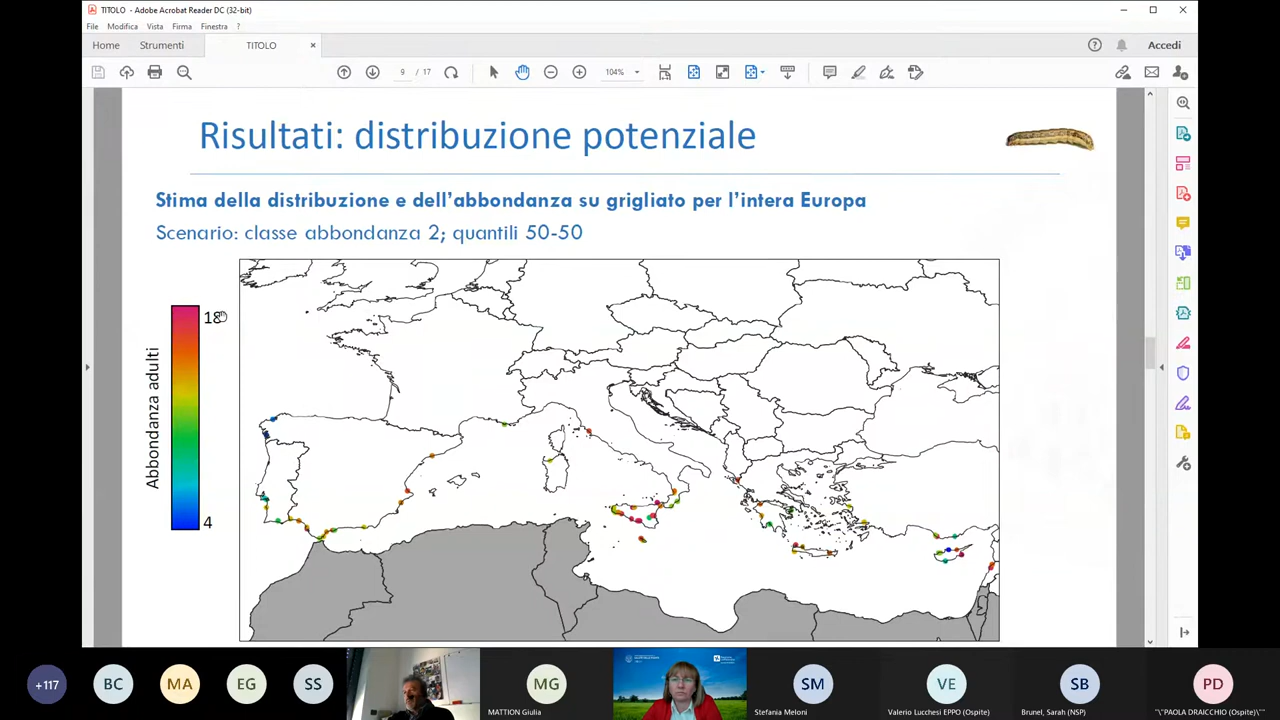 TITOLO - Adobe Acrobat Reader DC (32-bit)
File Modifica Vista Firma Finestra ?
Home Strumenti TITOLO Accedi
9 / 17 104%
Risultati: distribuzione potenziale
Stima della distribuzione e dell'abbondanza su grigliato per l'intera Europa
Scenario: classe abbondanza 2; quantili 50-50
18
Abbondanza adulti
4
+117 BC MA EG SS MG SM VE SB PD
MATTION Giulia Stefania Meloni Valerio Lucchesi EPPO (Ospite) Brunel, Sarah (NSP) "\"PAOLA DRAICCHIO (Ospite)\""